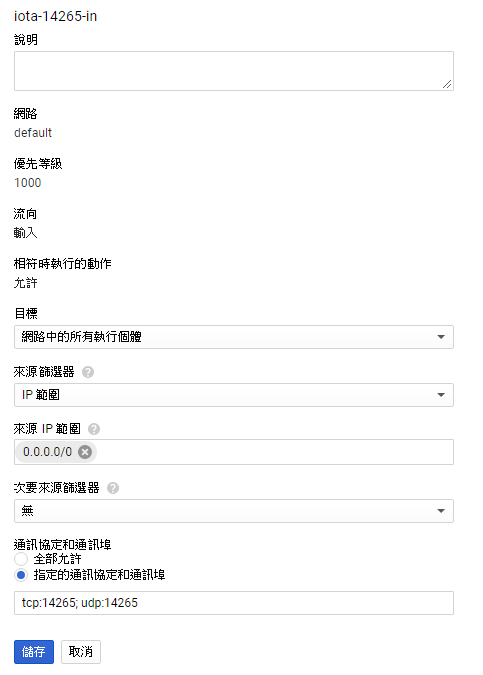 iota-14265-in
說明
網路
default
優先等級
1000
流向
輸入
相符時執行的動作
允許
目標
網路中的所有執行個體
來源篩選器
IP 範圍
來源 IP 範圍
0.0.0.0/0
次要來源篩選器
無
通訊協定和通訊埠
全部允許
指定的通訊協定和通訊埠
tcp:14265; udp:14265
儲存 取消